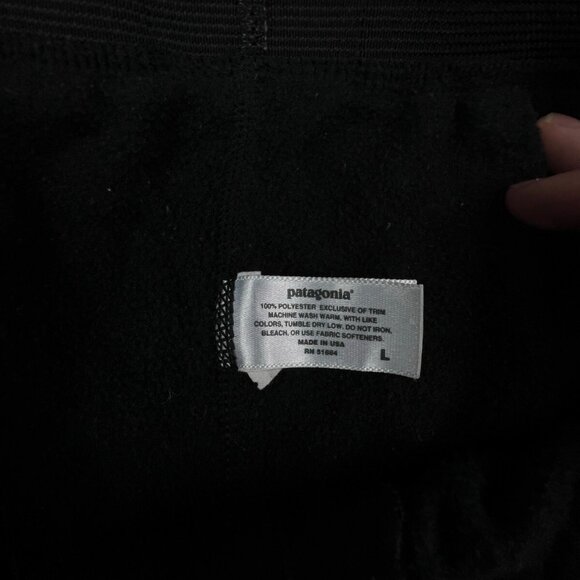 patagonia®
100% POLYESTER EXCLUSIVE OF TRIM
MACHINE WASH WARM, WITH LIKE
COLORS, TUMBLE DRY LOW. DO NOT IRON,
BLEACH, OR USE FABRIC SOFTENERS.
MADE IN USA
RN 51884 L